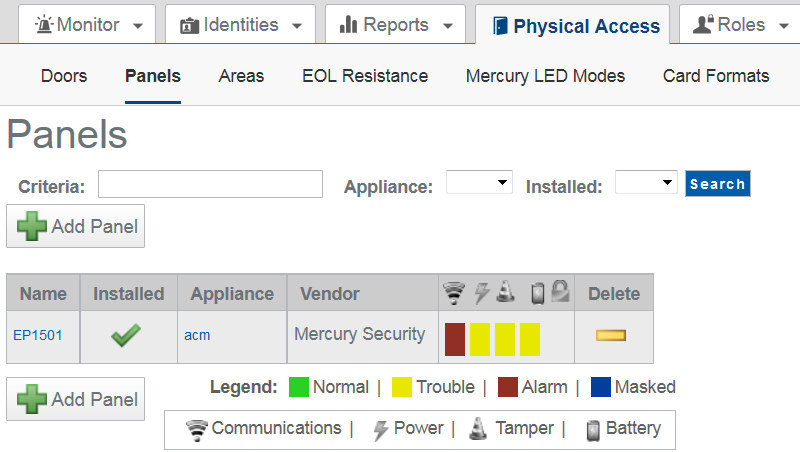 Monitor Identities Reports Physical Access Roles
Doors Panels Areas EOL Resistance Mercury LED Modes Card Formats
Panels
Criteria: Appliance: Installed: Search
Add Panel
Name Installed Appliance Vendor Delete
EP1501 acm Mercury Security
Legend: Normal | Trouble | Alarm | Masked
Add Panel
Communications | Power | Tamper | Battery